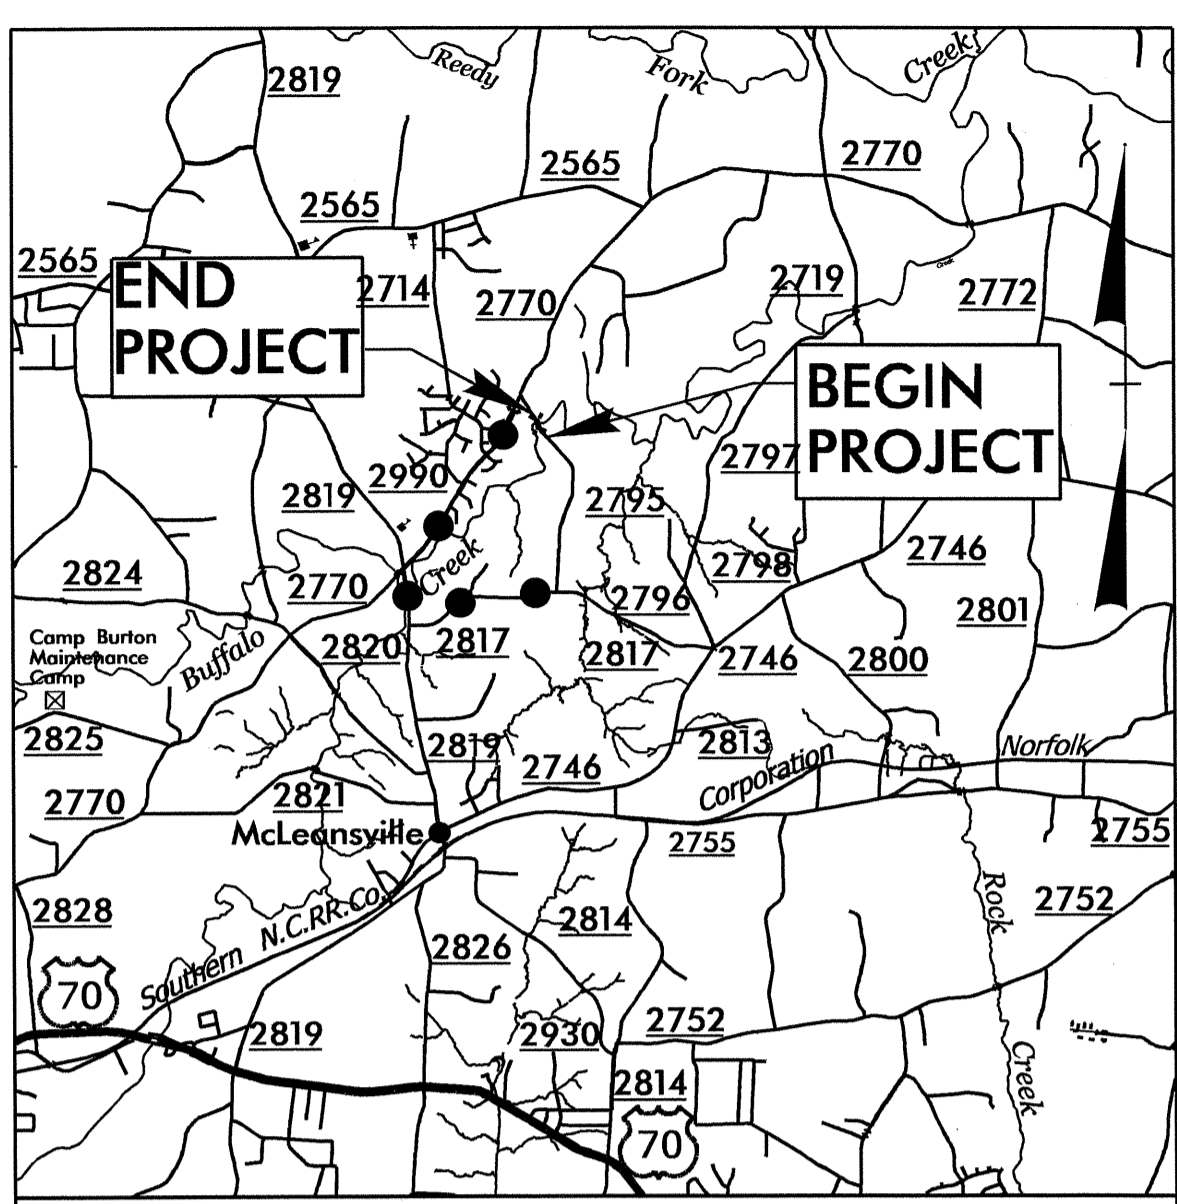 Reedy
Fork
Creek
2819
2770
2565
2565
2565
END
PROJECT
2714
2770
2719
2772
Creek
BEGIN
PROJECT
2990
2797
2819
2795
2746
2824
2770
Creek
2798
2796
2801
Camp Burton
Maintenance
Camp
Buffalo
2820
2817
2817
2746
2800
2825
2819
2813
Norfolk
2746
Corporation
2770
2821
McLeansville
2755
2755
2828
N.C.RR.Co.
Southern
2814
Rock
2752
2826
70
2819
2930
2752
Creek
2814
70